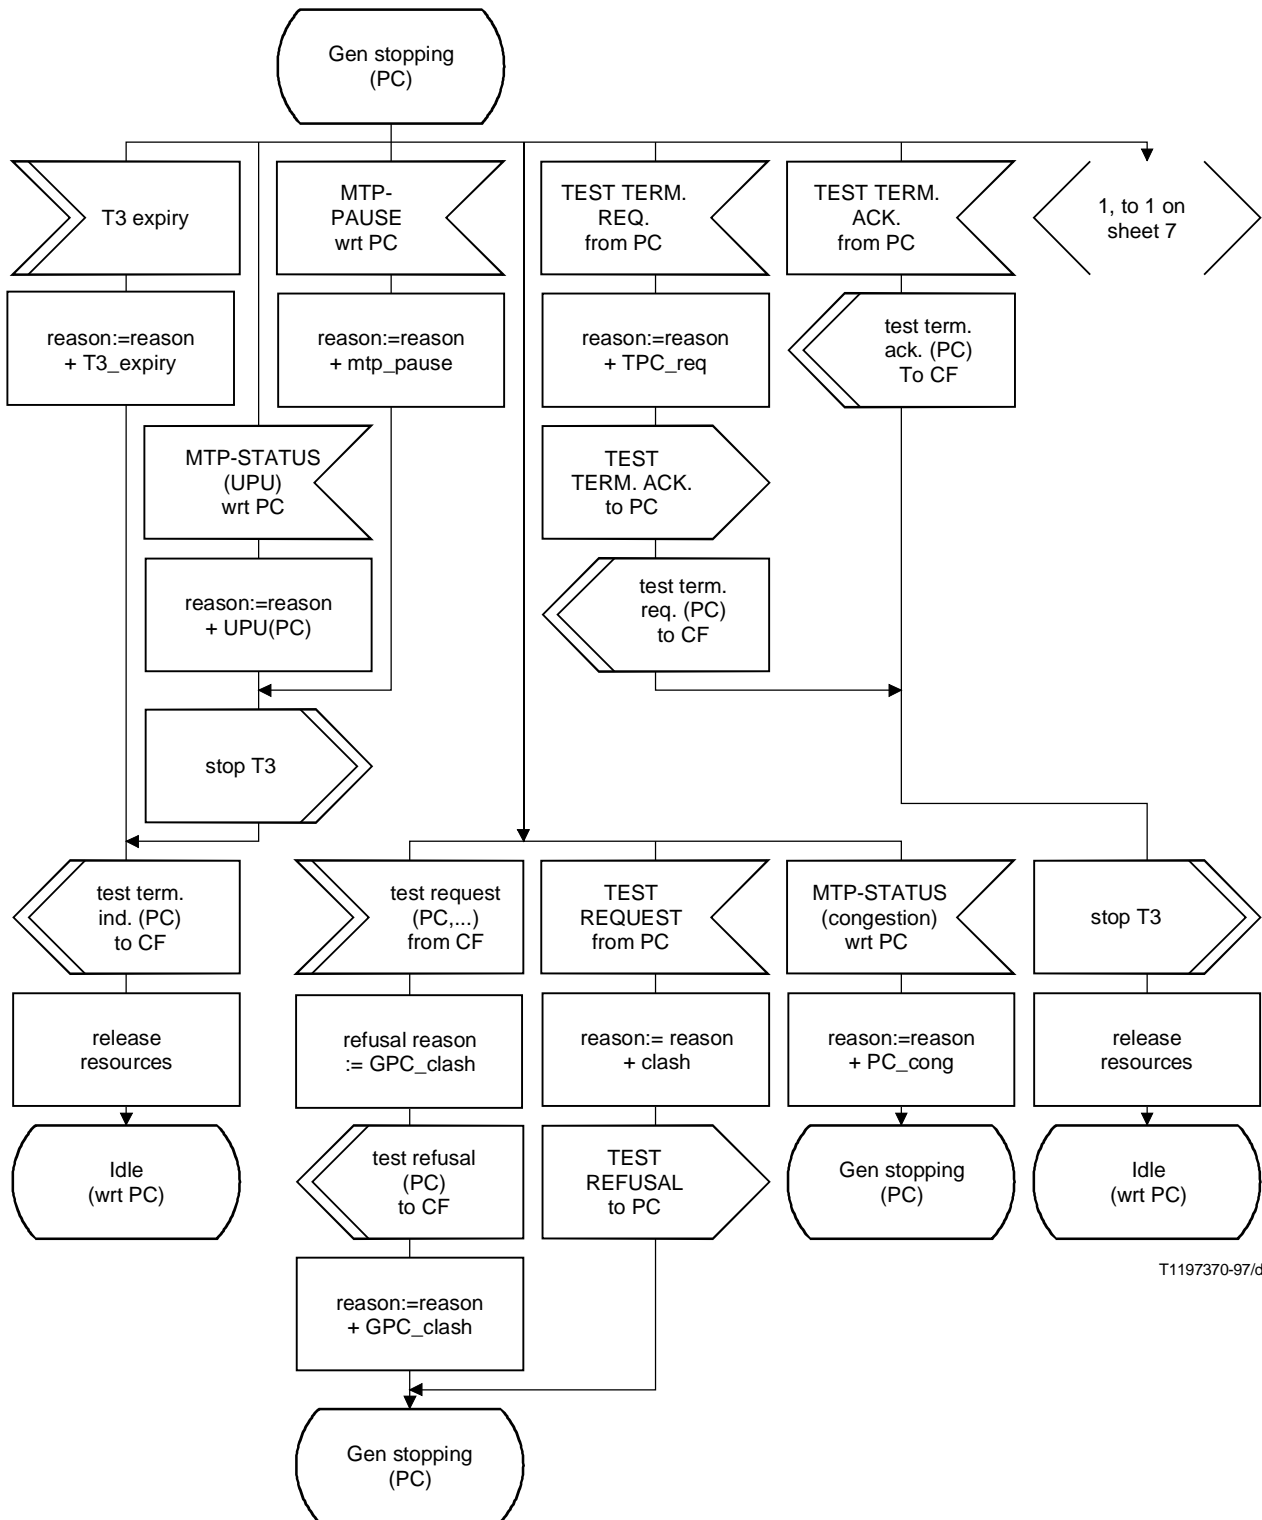 Gen stopping
(PC)
T3 expiry
MTP-
PAUSE
wrt PC
TEST TERM.
REQ.
from PC
TEST TERM.
ACK.
from PC
1, to 1 on
sheet 7
reason:=reason
+ T3_expiry
reason:=reason
+ mtp_pause
reason:=reason
+ TPC_req
test term.
ack. (PC)
To CF
MTP-STATUS
(UPU)
wrt PC
TEST
TERM. ACK.
to PC
reason:=reason
+ UPU(PC)
test term.
req. (PC)
to CF
stop T3
test term.
ind. (PC)
to CF
test request
(PC,...)
from CF
TEST
REQUEST
from PC
MTP-STATUS
(congestion)
wrt PC
stop T3
release
resources
refusal reason
:= GPC_clash
reason:= reason
+ clash
reason:=reason
+ PC_cong
release
resources
Idle
(wrt PC)
test refusal
(PC)
to CF
TEST
REFUSAL
to PC
Gen stopping
(PC)
Idle
(wrt PC)
T1197370-97/d
reason:=reason
+ GPC_clash
Gen stopping
(PC)